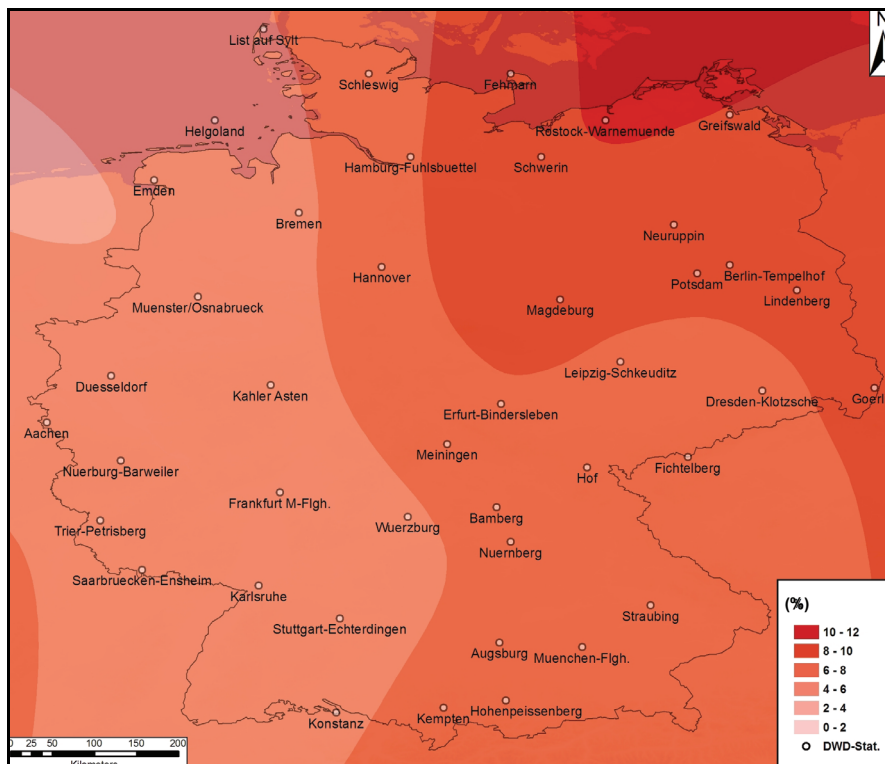 N
List auf Sylt
Schleswig
Fehmarn
Helgoland
Rostock-Warnemuende
Greifswald
Hamburg-Fuhlsbuettel
Schwerin
Emden
Bremen
Neuruppin
Hannover
Potsdam
Berlin-Tempelhof
Muenster/Osnabrueck
Magdeburg
Lindenberg
Leipzig-Schkeuditz
Duesseldorf
Kahler Asten
Erfurt-Bindersleben
Dresden-Klotzsche
Goerl
Aachen
Meiningen
Nuerburg-Barweiler
Hof
Fichtelberg
Frankfurt M-Flgh.
Bamberg
Trier-Petrisberg
Wuerzburg
Nuernberg
Saarbruecken-Ensheim
Karlsruhe
Stuttgart-Echterdingen
Straubing
Augsburg
Muenchen-Flgh.
Konstanz
Kempten
Hohenpeissenberg
(%)
10 - 12
8 - 10
6 - 8
4 - 6
2 - 4
0 - 2
DWD-Stat.
0 25 50 100 150 200
Kilometers